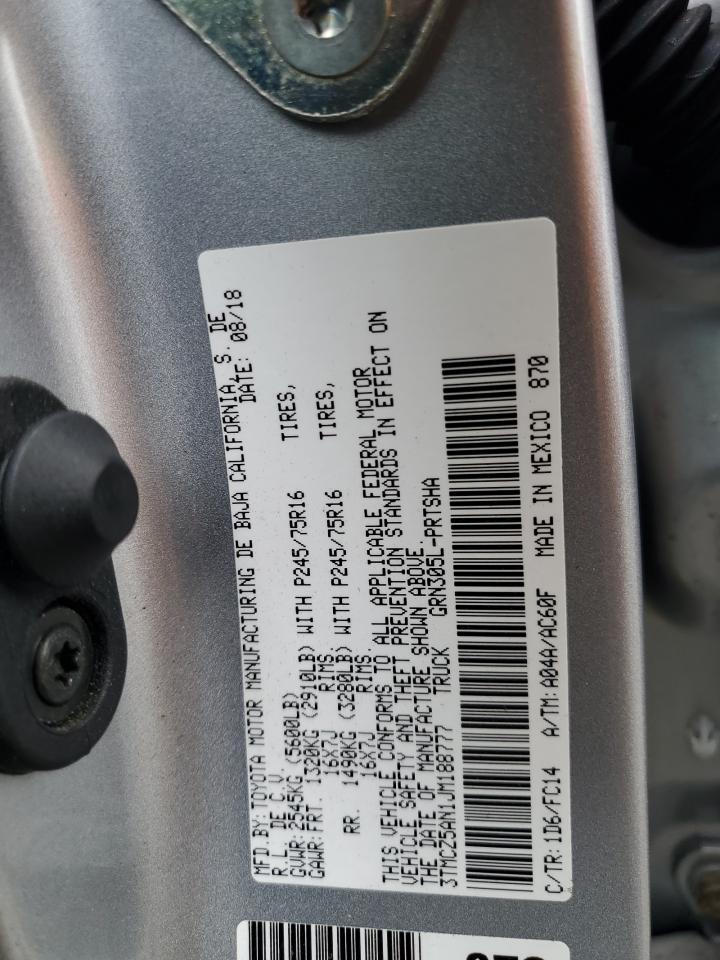 MFD.BY:TOYOTA MOTOR MANUFACTURING DE BAJA CALIFORNIA, S. DE
R.L. DE C.V. DATE: 08/18
GVWR:2545KG (5600LB)
GAWR:FRT. 1320KG (2910LB) WITH P245/75R16 TIRES,
16X7J RIMS.
RR. 1490KG (3280LB) WITH P245/75R16 TIRES,
16X7J RIMS.
THIS VEHICLE CONFORMS TO ALL APPLICABLE FEDERAL MOTOR
VEHICLE SAFETY AND THEFT PREVENTION STANDARDS IN EFFECT ON
THE DATE OF MANUFACTURE SHOWN ABOVE.
3TMCZ5AN1JM188777 TRUCK GRN305L-PRTSHA
C/TR:1D6/FC14 A/TM:A04A/AC60F MADE IN MEXICO 870